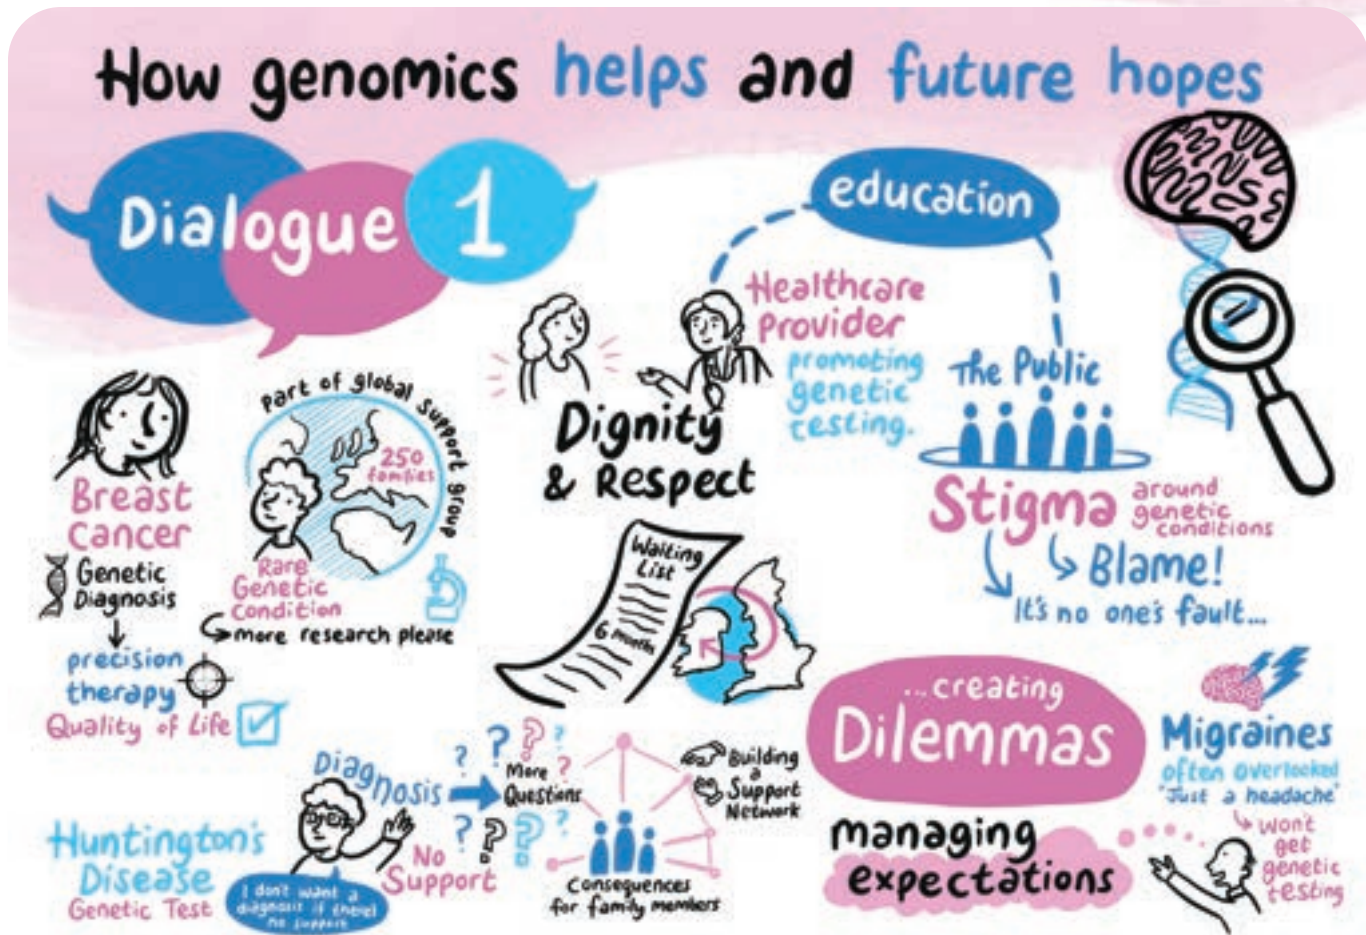 How genomics helps and future hopes
Dialogue 1
education
Healthcare
Provider
promoting
genetic
testing.
The Public
Dignity
& Respect
Stigma
around
genetic
conditions
Blame!
It's no one's fault...
Breast
Cancer
Genetic
Diagnosis
precision
therapy
Quality of Life
part of global support group
250
families
Rare
Genetic
Condition
more research please
Waiting
List
6 months
...creating
Dilemmas
managing
expectations
Migraines
often overlooked
'Just a headache'
won't
get
genetic
testing
Huntington's
Disease
Genetic Test
Diagnosis
No
Support
I don't want a
diagnosis if there's
no support
? ? ? ?
More
Questions
? ? ? ? ?
Building
a
Support
Network
Consequences
for family members